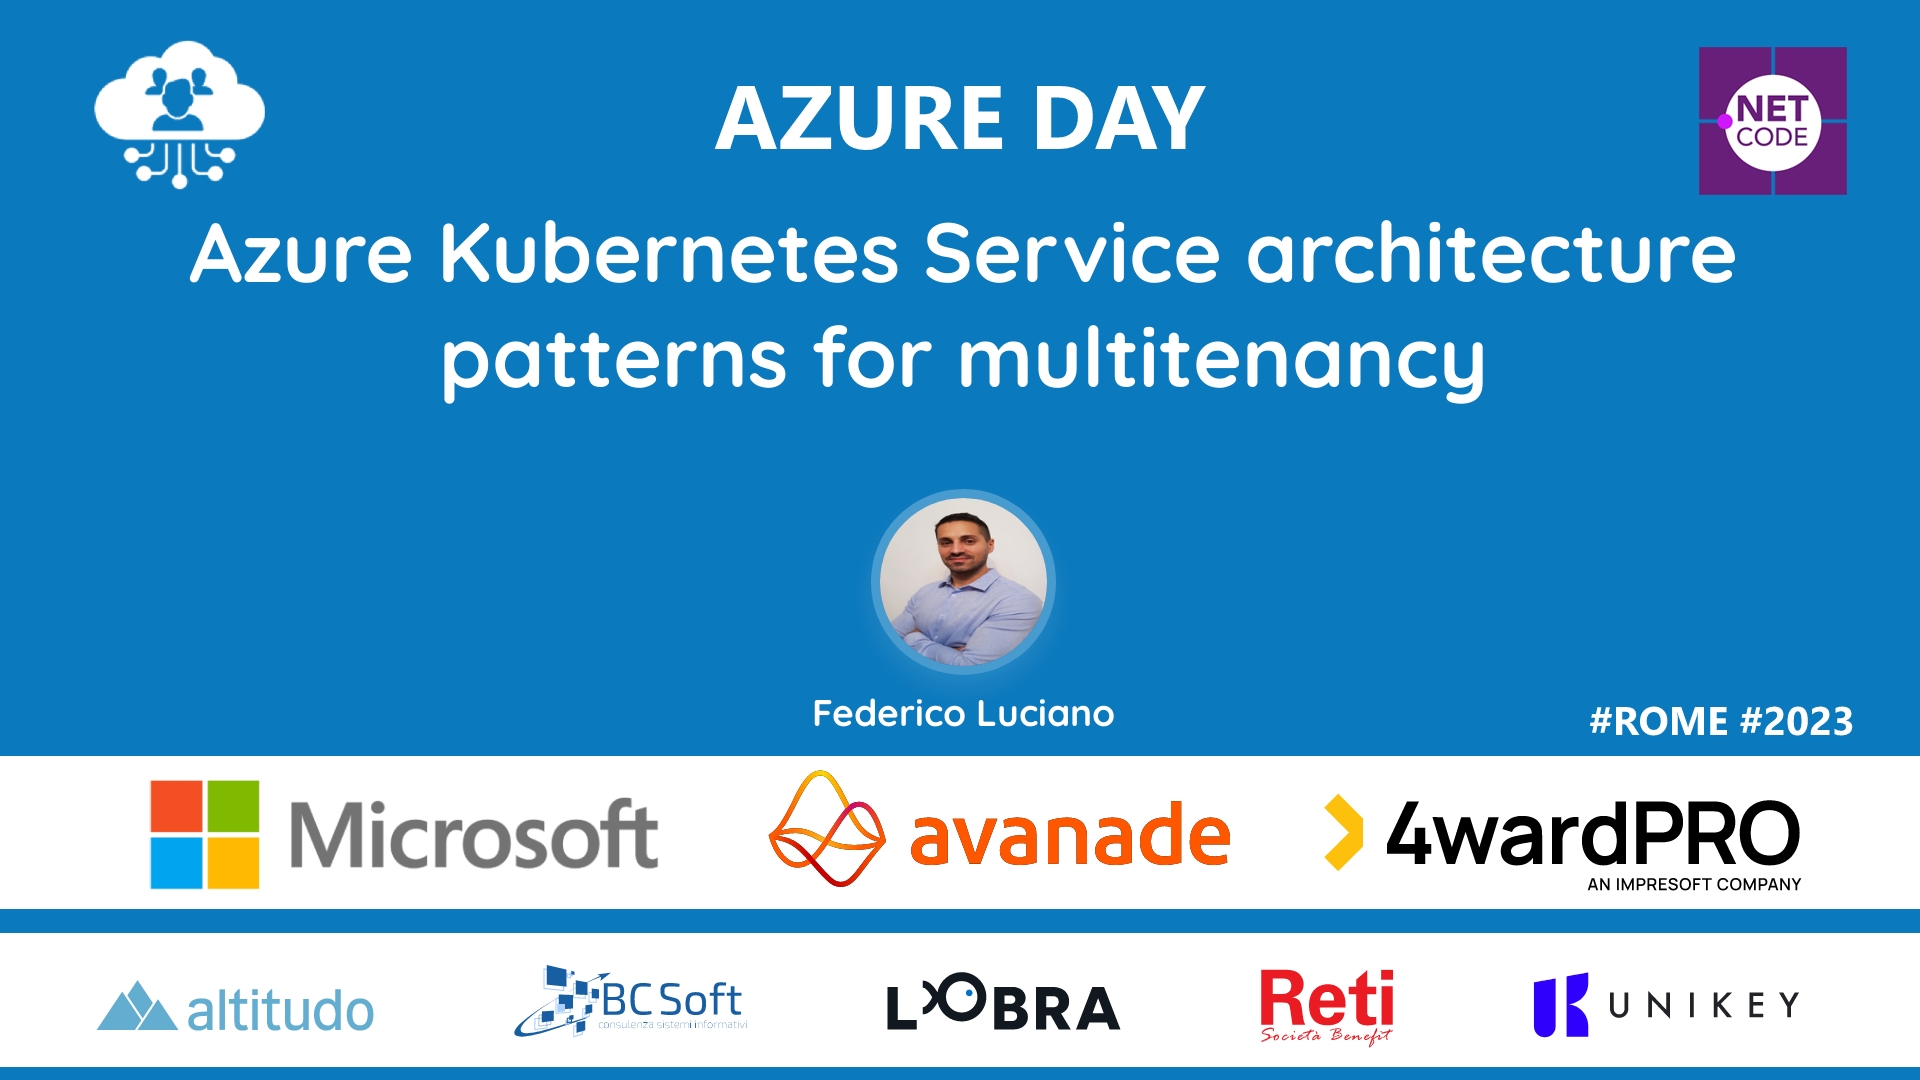 AZURE DAY
NET
CODE
Azure Kubernetes Service architecture
patterns for multitenancy
Federico Luciano
#ROME #2023
Microsoft
avanade
4wardPRO
AN IMPRESOFT COMPANY
altitudo
BC Soft
consulenza sistemi informativi
LOBRA
Reti
Società Benefit
UNIKEY